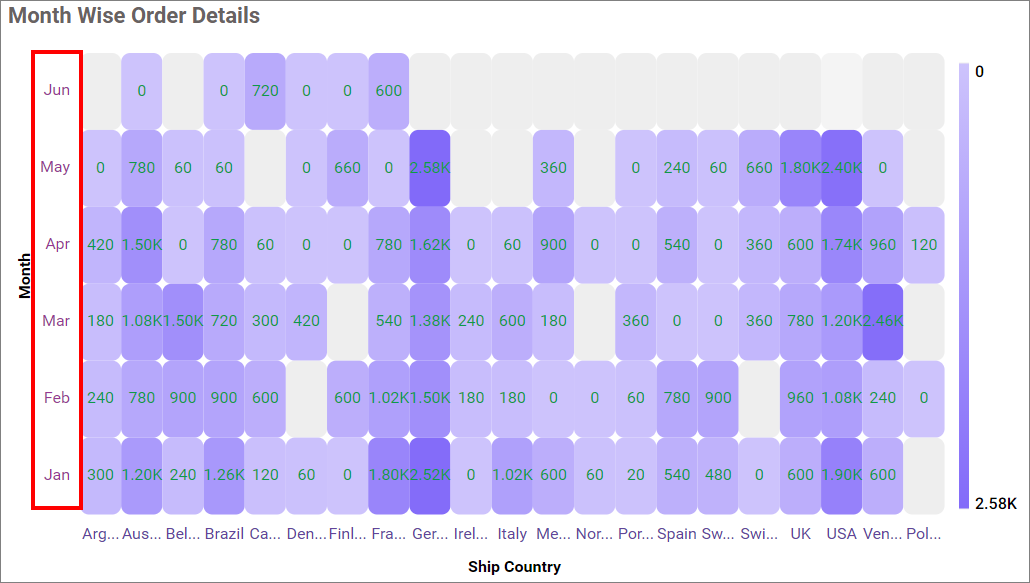 Month Wise Order Details
Jun 0 0 720 0 0 600
May 0 780 60 60 0 660 0 2.58K 360 0 240 60 660 1.80K 2.40K 0
Apr 420 1.50K 0 780 60 0 0 780 1.62K 0 60 900 0 0 540 0 360 600 1.74K 960 120
Mar 180 1.08K 1.50K 720 300 420 540 1.38K 240 600 180 360 0 0 360 780 1.20K 2.46K
Feb 240 780 900 900 600 600 1.02K 1.50K 180 180 0 0 60 780 900 960 1.08K 240 0
Jan 300 1.20K 240 1.26K 120 60 0 1.80K 2.52K 0 1.02K 600 60 20 540 480 0 600 1.90K 600
Month
Arg... Aus... Bel... Brazil Ca... Den... Finl... Fra... Ger... Irel... Italy Me... Nor... Por... Spain Sw... Swi... UK USA Ven... Pol...
Ship Country
0
2.58K